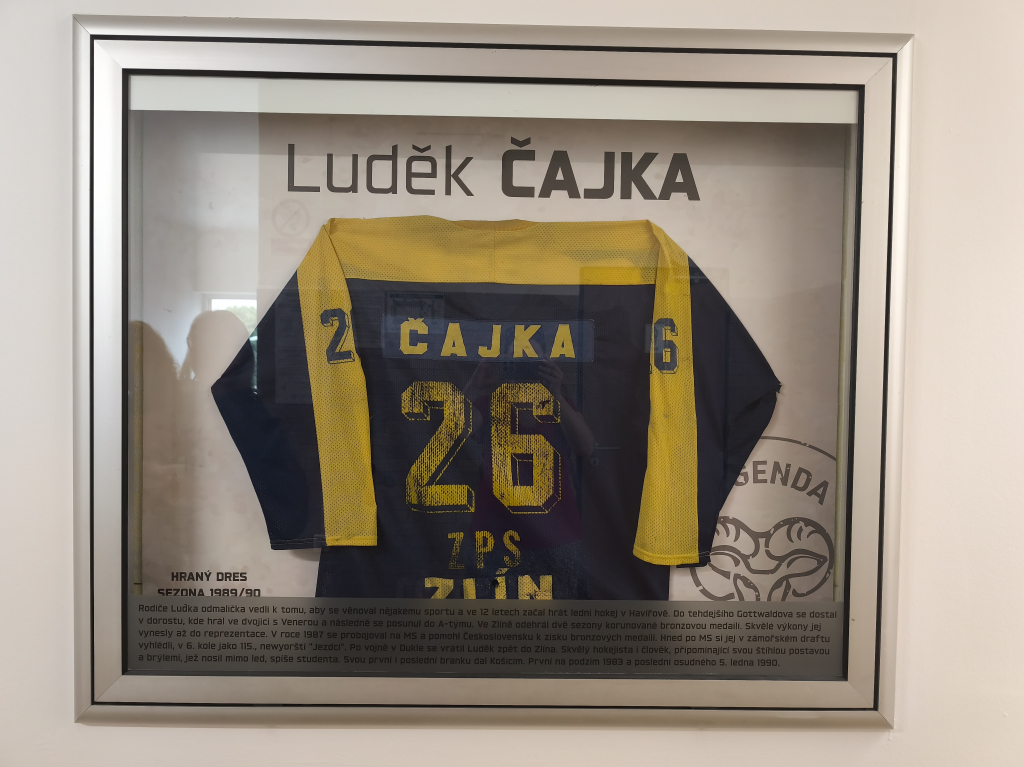 Luděk ČAJKA
2
6
ČAJKA
26
ZPS
ZLÍN
GENDA
HRANÝ DRES
SEZONA 1989/90
Rodiče Luďka odmalička vedli k tomu, aby se věnoval nějakému sportu a ve 12 letech začal hrát lední hokej v Havířově. Do tehdejšího Gottwaldova se dostal
v dorostu, kde hrál ve dvojici s Venerou a následně se posunul do A-týmu. Ve Zlíně odehrál dvě sezony korunované bronzovou medailí. Skvělé výkony jej
vynesly až do reprezentace. V roce 1987 se probojoval na MS a pomohl Československu k zisku bronzových medailí. Hned po MS si jej v zámořském draftu
vyhlédli, v 6. kole jako 115., newyorští "Jezdci". Po vojně v Dukle se vrátil Luděk zpět do Zlína. Skvělý hokejista i člověk, připomínající svou štíhlou postavou
a brýlemi, jež nosil mimo led, spíše studenta. Svou první i poslední branku dal Košicím. První na podzim 1983 a poslední osudného 5. ledna 1990.